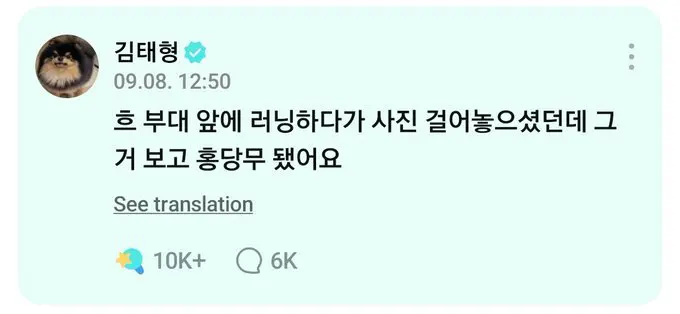 김태형
09.08. 12:50
흐 부대 앞에 러닝하다가 사진 걸어놓으셨던데 그
거 보고 홍당무 됐어요
See translation
10K+ 6K